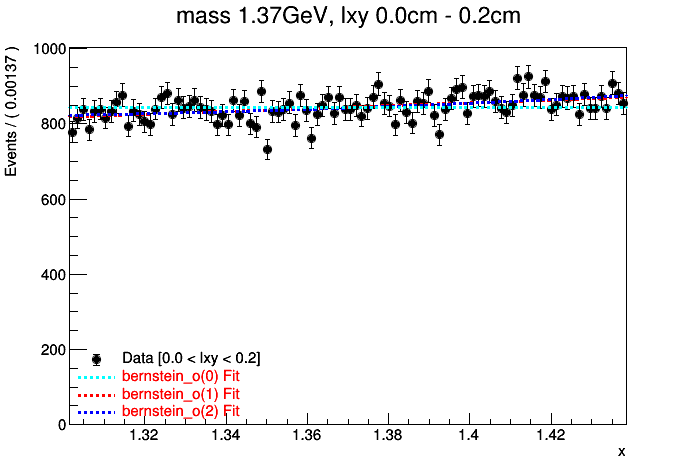 mass 1.37GeV, lxy 0.0cm - 0.2cm
Events / ( 0.00137 )
1000
800
600
400
200
0
Data [0.0 < lxy < 0.2]
bernstein_o(0) Fit
bernstein_o(1) Fit
bernstein_o(2) Fit
1.32 1.34 1.36 1.38 1.4 1.42
x